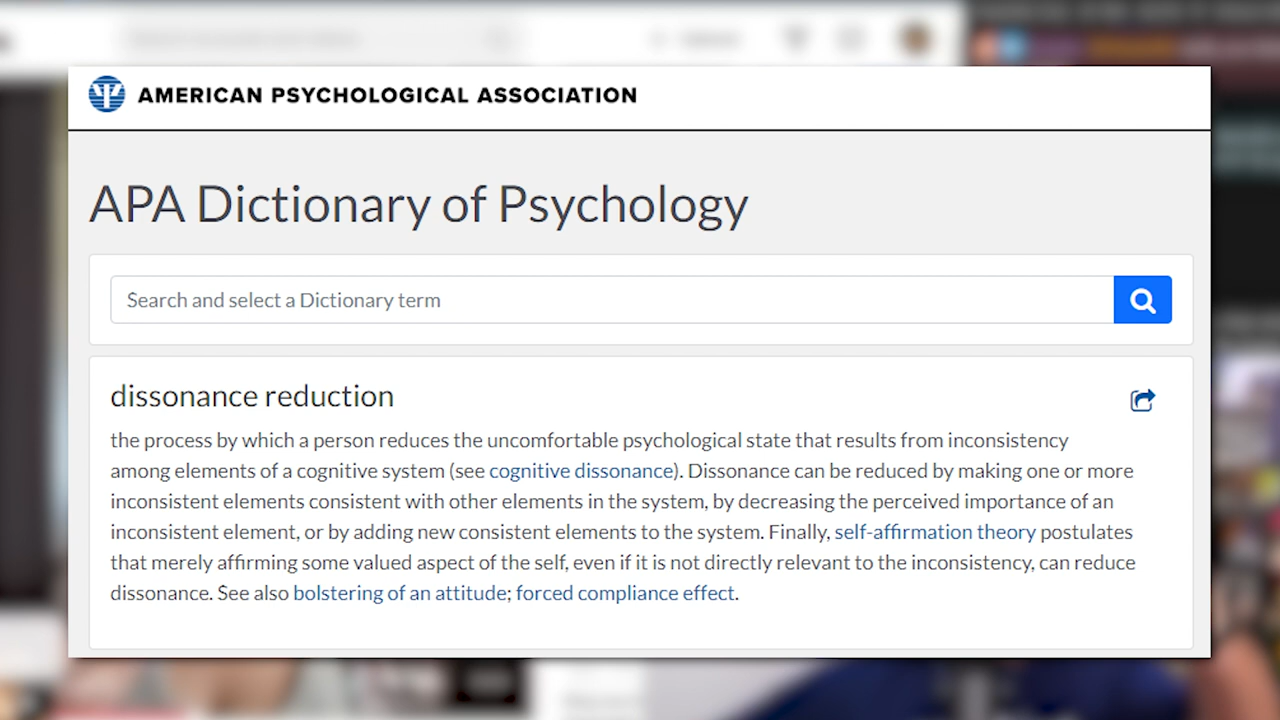 AMERICAN PSYCHOLOGICAL ASSOCIATION
APA Dictionary of Psychology
Search and select a Dictionary term
dissonance reduction
the process by which a person reduces the uncomfortable psychological state that results from inconsistency
among elements of a cognitive system (see cognitive dissonance). Dissonance can be reduced by making one or more
inconsistent elements consistent with other elements in the system, by decreasing the perceived importance of an
inconsistent element, or by adding new consistent elements to the system. Finally, self-affirmation theory postulates
that merely affirming some valued aspect of the self, even if it is not directly relevant to the inconsistency, can reduce
dissonance. See also bolstering of an attitude; forced compliance effect.